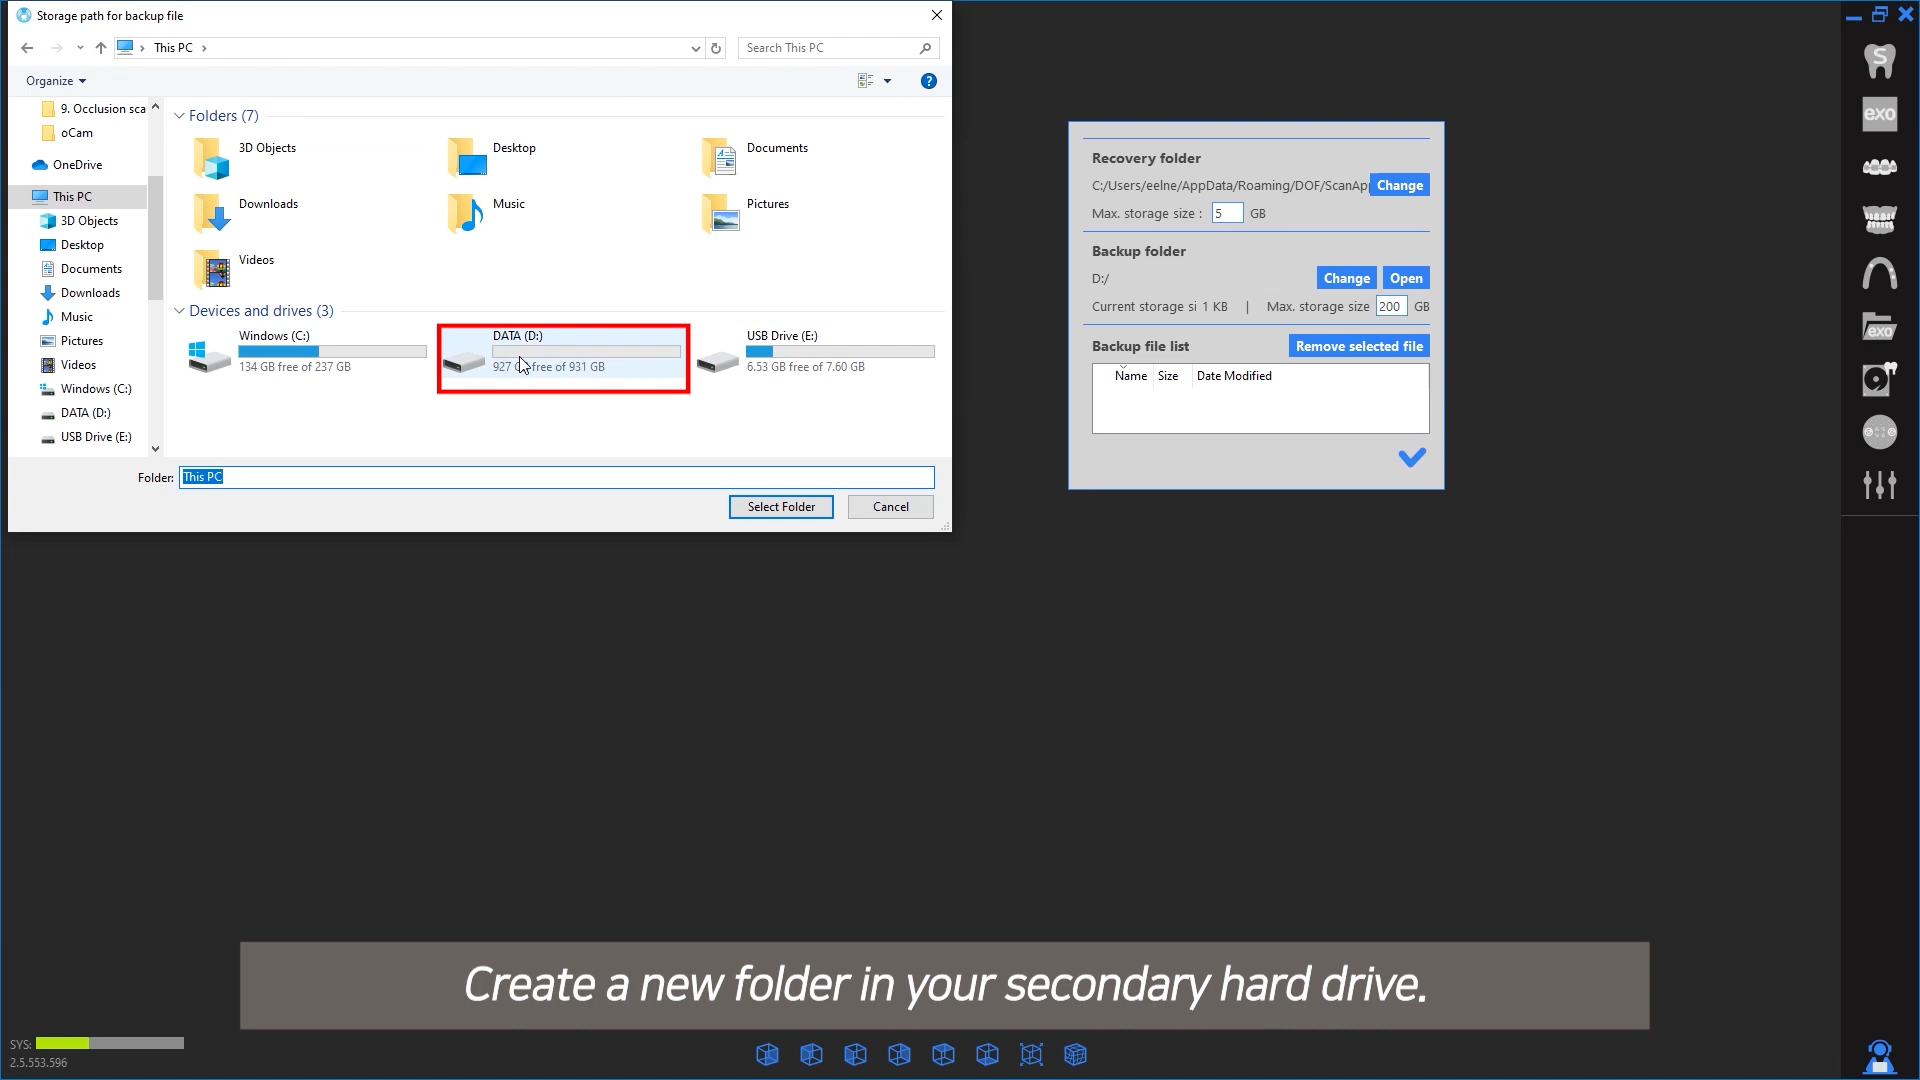 Storage path for backup file
This PC
Search This PC
Organize
9. Occlusion sca
oCam
OneDrive
This PC
3D Objects
Desktop
Documents
Downloads
Music
Pictures
Videos
Windows (C:)
DATA (D:)
USB Drive (E:)
Folders (7)
3D Objects
Desktop
Documents
Downloads
Music
Pictures
Videos
Devices and drives (3)
Windows (C:)
134 GB free of 237 GB
DATA (D:)
927 G free of 931 GB
USB Drive (E:)
6.53 GB free of 7.60 GB
Folder: This PC
Select Folder
Cancel
Recovery folder
C:/Users/eelne/AppData/Roaming/DOF/ScanAp
Change
Max. storage size : 5 GB
Backup folder
D:/
Change
Open
Current storage si 1 KB | Max. storage size 200 GB
Backup file list
Remove selected file
Name Size Date Modified
S
exo
exo
Create a new folder in your secondary hard drive.
SYS:
2.5.553.596